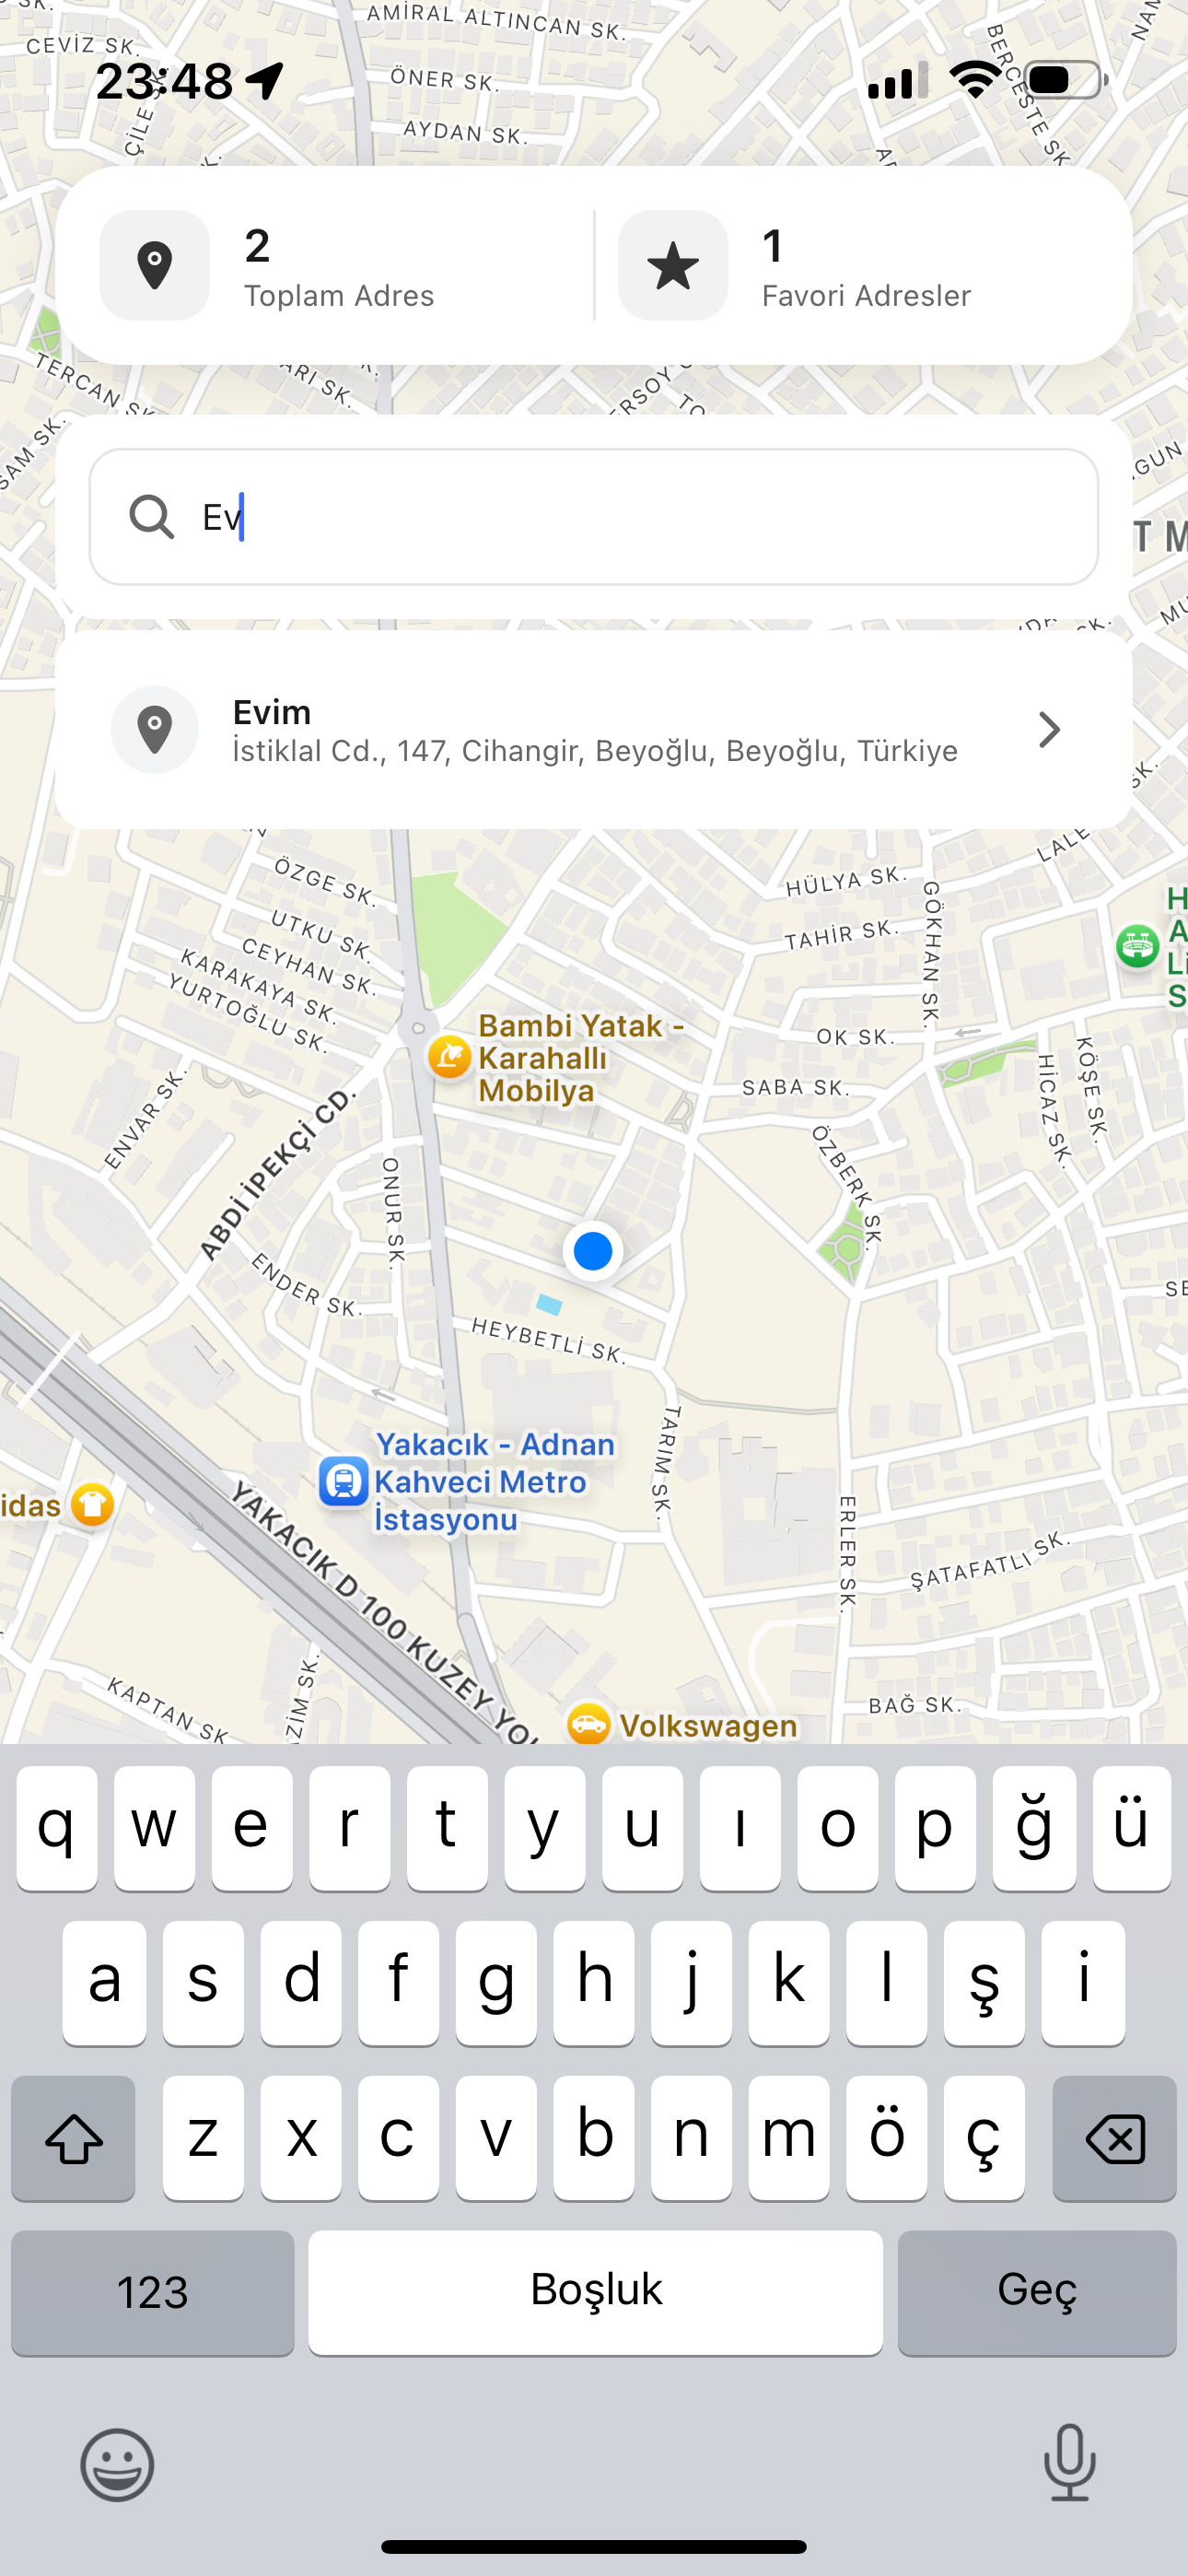 AMİRAL ALTINCAN SK.
CEVİZ SK.
23:48
ÖNER SK.
BERCESTE SK.
ÇİLE SK.
AYDAN SK.
2
Toplam Adres
1
Favori Adresler
TERCAN SK.
Ev
Evim
İstiklal Cd., 147, Cihangir, Beyoğlu, Beyoğlu, Türkiye
ÖZGE SK.
HÜLYA SK.
LALE
UTKU SK.
GÖKHAN SK.
TAHİR SK.
CEYHAN SK.
KARAKAYA SK.
YURTOĞLU SK.
Bambi Yatak -
Karahallı
Mobilya
OK SK.
KÖŞE SK.
HİCAZ SK.
SABA SK.
ENVAR SK.
ABDİ İPEKÇİ CD.
ONUR SK.
ÖZBERK SK.
ENDER SK.
HEYBETLİ SK.
TARIM SK.
Yakacık - Adnan
Kahveci Metro
İstasyonu
idas
YAKACIK D 100 KUZEY YOL
ERLER SK.
ŞATAFATLI SK.
KAPTAN SK
BAĞ SK.
Volkswagen
q w e r t y u ı o p ğ ü
a s d f g h j k l ş i
z x c v b n m ö ç
123 Boşluk Geç